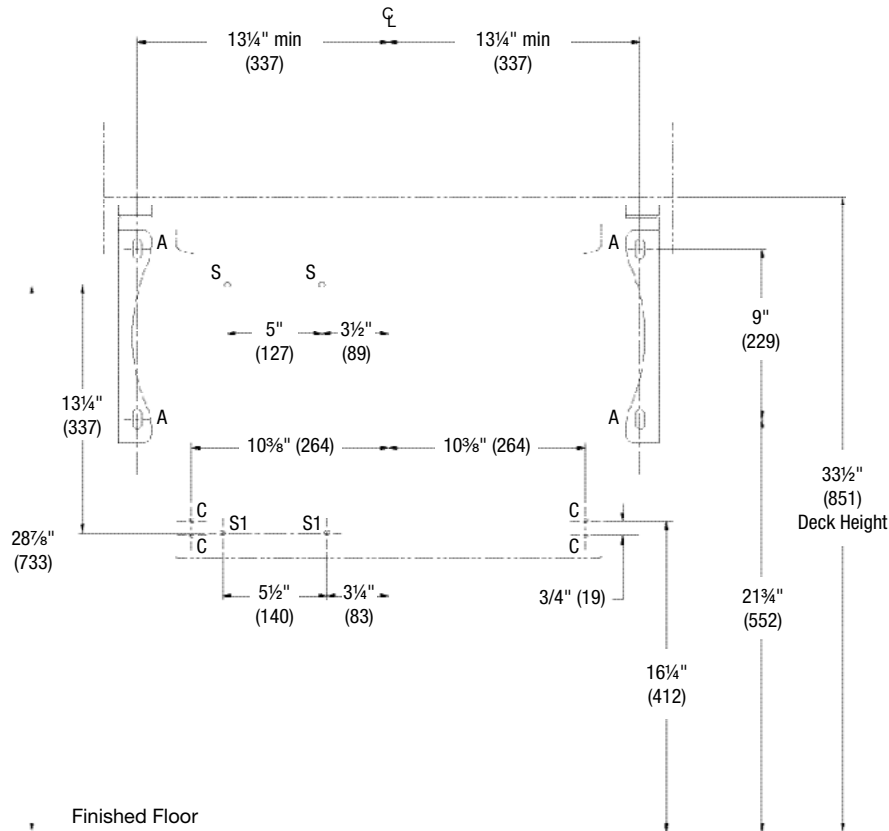 ℄
13¼" min
(337)
13¼" min
(337)
A
A
S
S
5"
(127)
3½"
(89)
9"
(229)
13¼"
(337)
A
A
10⅜" (264)
10⅜" (264)
33½"
(851)
Deck Height
C
C
S1
S1
C
C
28⅞"
(733)
5½"
(140)
3¼"
(83)
3/4" (19)
21¾"
(552)
16¼"
(412)
Finished Floor